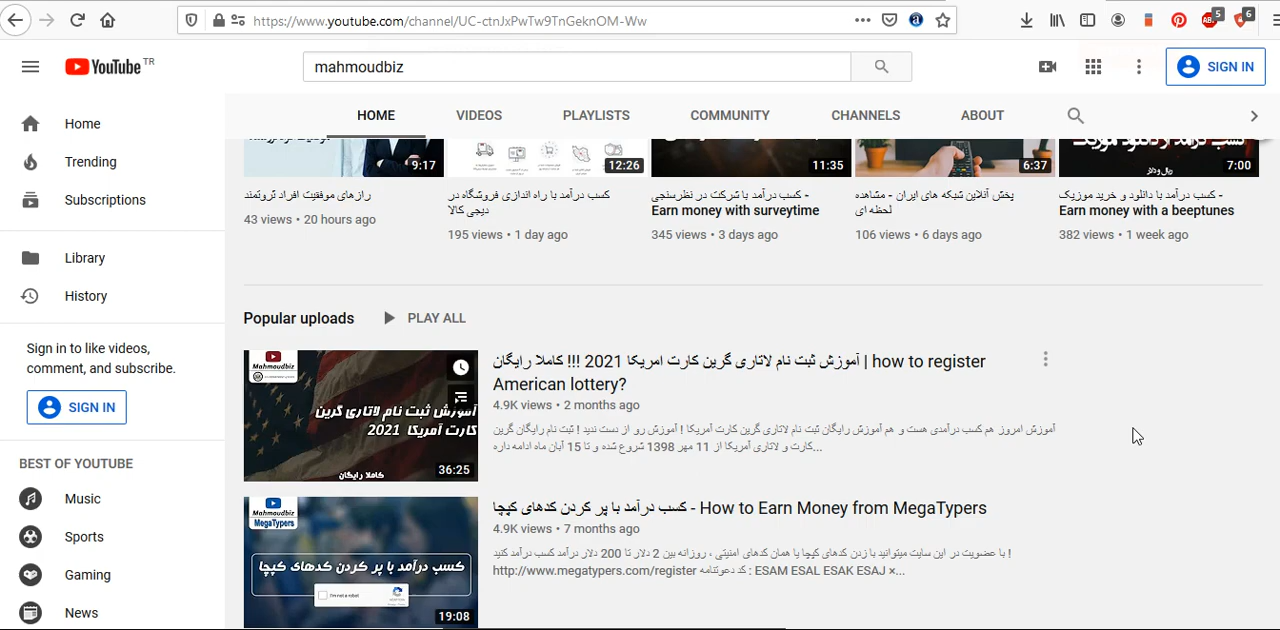 https://www.youtube.com/channel/UC-ctnJxPwTw9TnGeknOM-Ww
5
6
YouTube TR
mahmoudbiz
SIGN IN
HOME
VIDEOS
PLAYLISTS
COMMUNITY
CHANNELS
ABOUT
Home
Trending
Subscriptions
Library
History
Sign in to like videos,
comment, and subscribe.
SIGN IN
BEST OF YOUTUBE
Music
Sports
Gaming
News
9:17
12:26
11:35
6:37
7:00
کسب درآمد از دانلود موزیک
ریال و دلار
رازهای موفقیت افراد ثروتمند
43 views • 20 hours ago
کسب درآمد با راه اندازی فروشگاه در
دیجی کالا
195 views • 1 day ago
کسب درآمد با شرکت در نظرسنجی -
Earn money with surveytime
345 views • 3 days ago
پخش آنلاین شبکه های ایران - مشاهده
لحظه ای
106 views • 6 days ago
کسب درآمد با دانلود و خرید موزیک -
Earn money with a beeptunes
382 views • 1 week ago
Popular uploads
PLAY ALL
Mahmoudbiz
آموزش ثبت نام لاتاری گرین
کارت آمریکا 2021
کاملا رایگان
36:25
آموزش ثبت نام لاتاری گرین کارت امریکا 2021 !!! کاملا رایگان | how to register
American lottery?
4.9K views • 2 months ago
آموزش امروز هم کسب درآمدی هست و هم آموزش رایگان ثبت نام لاتاری گرین کارت آمریکا ! آموزش رو از دست ندید ! ثبت نام رایگان گرین
کارت و لاتاری آمریکا از 11 مهر 1398 شروع شده و تا 15 آبان ماه ادامه داره...
Mahmoudbiz
MegaTypers
کسب درآمد با پر کردن کدهای کپچا
I'm not a robot
19:08
کسب درآمد با پر کردن کدهای کپچا - How to Earn Money from MegaTypers
4.9K views • 7 months ago
با عضویت در این سایت میتوانید با زدن کدهای کپچا یا همان کدهای امنیتی ، روزانه بین 2 دلار تا 200 دلار درآمد کسب درآمد کنید !
http://www.megatypers.com/register کد دعوتنامه : ESAM ESAL ESAK ESAJ ×...